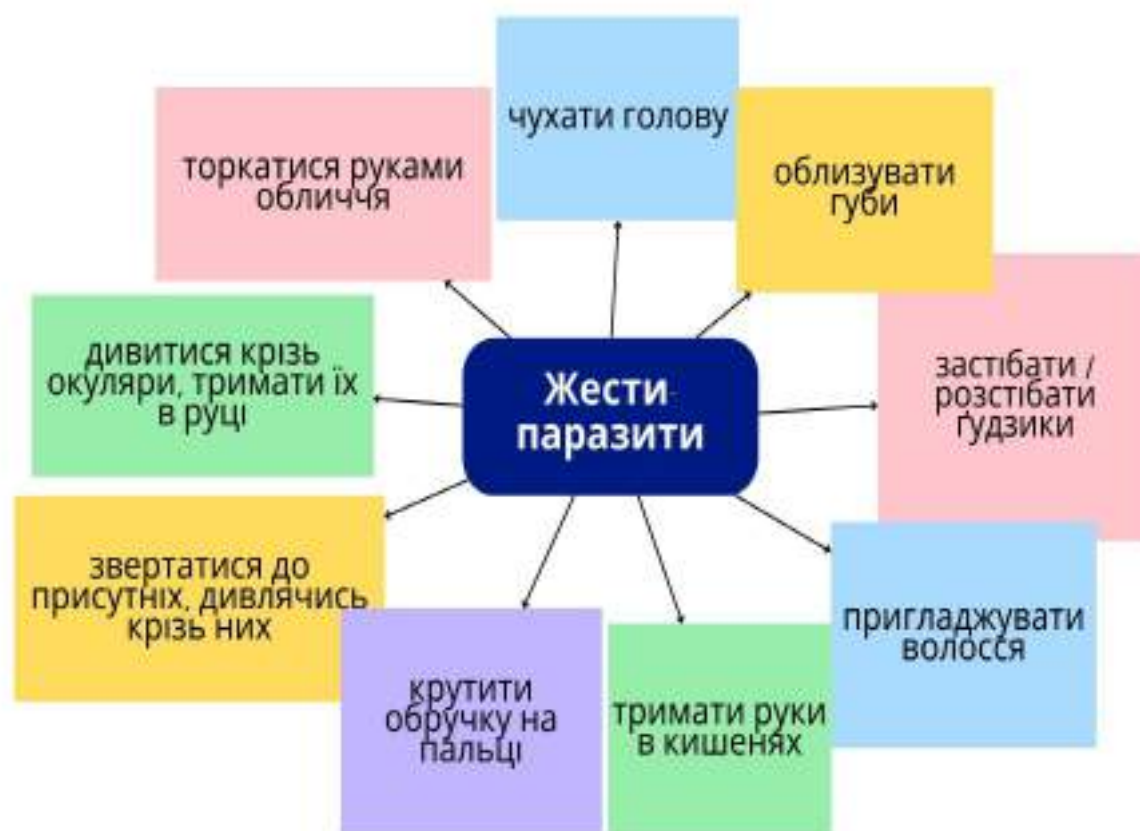 чухати голову
торкатися руками
обличчя
облизувати
губи
дивитися крізь
окуляри, тримати їх
в руці
Жести
паразити
застібати /
розстібати
ґудзики
звертатися до
присутніх, дивлячись
крізь них
пригладжувати
волосся
крутити
обручку на
пальці
тримати руки
в кишенях